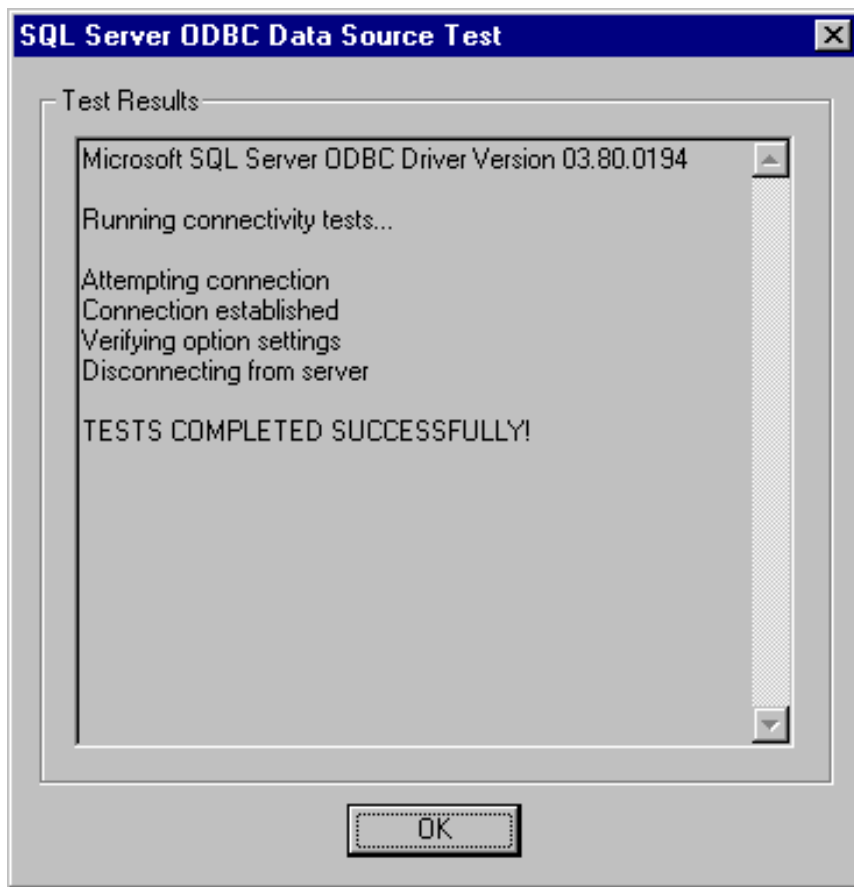 SQL Server ODBC Data Source Test
Test Results
Microsoft SQL Server ODBC Driver Version 03.80.0194
Running connectivity tests...
Attempting connection
Connection established
Verifying option settings
Disconnecting from server
TESTS COMPLETED SUCCESSFULLY!
OK